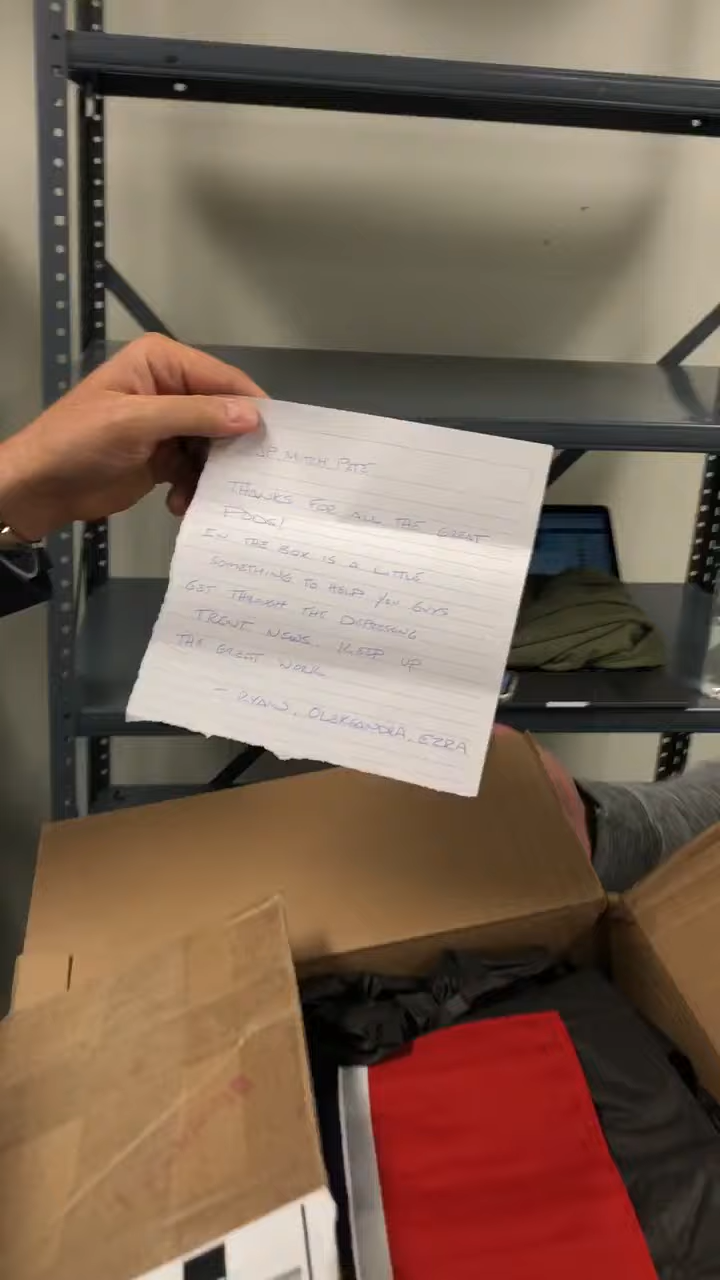 MITCH PETE
THANKS FOR ALL THE GREAT
PODS!
IN THE BOX IS A LITTLE
SOMETHING TO HELP YOU GUYS
GET THROUGH THE DEPRESSING
TRENT NEWS. KEEP UP
THE GREAT WORK
- RYAN, OLEKSANDRA, EZRA